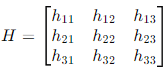 H = 
h₁₁ h₁₂ h₁₃
h₂₁ h₂₂ h₂₃
h₃₁ h₃₂ h₃₃